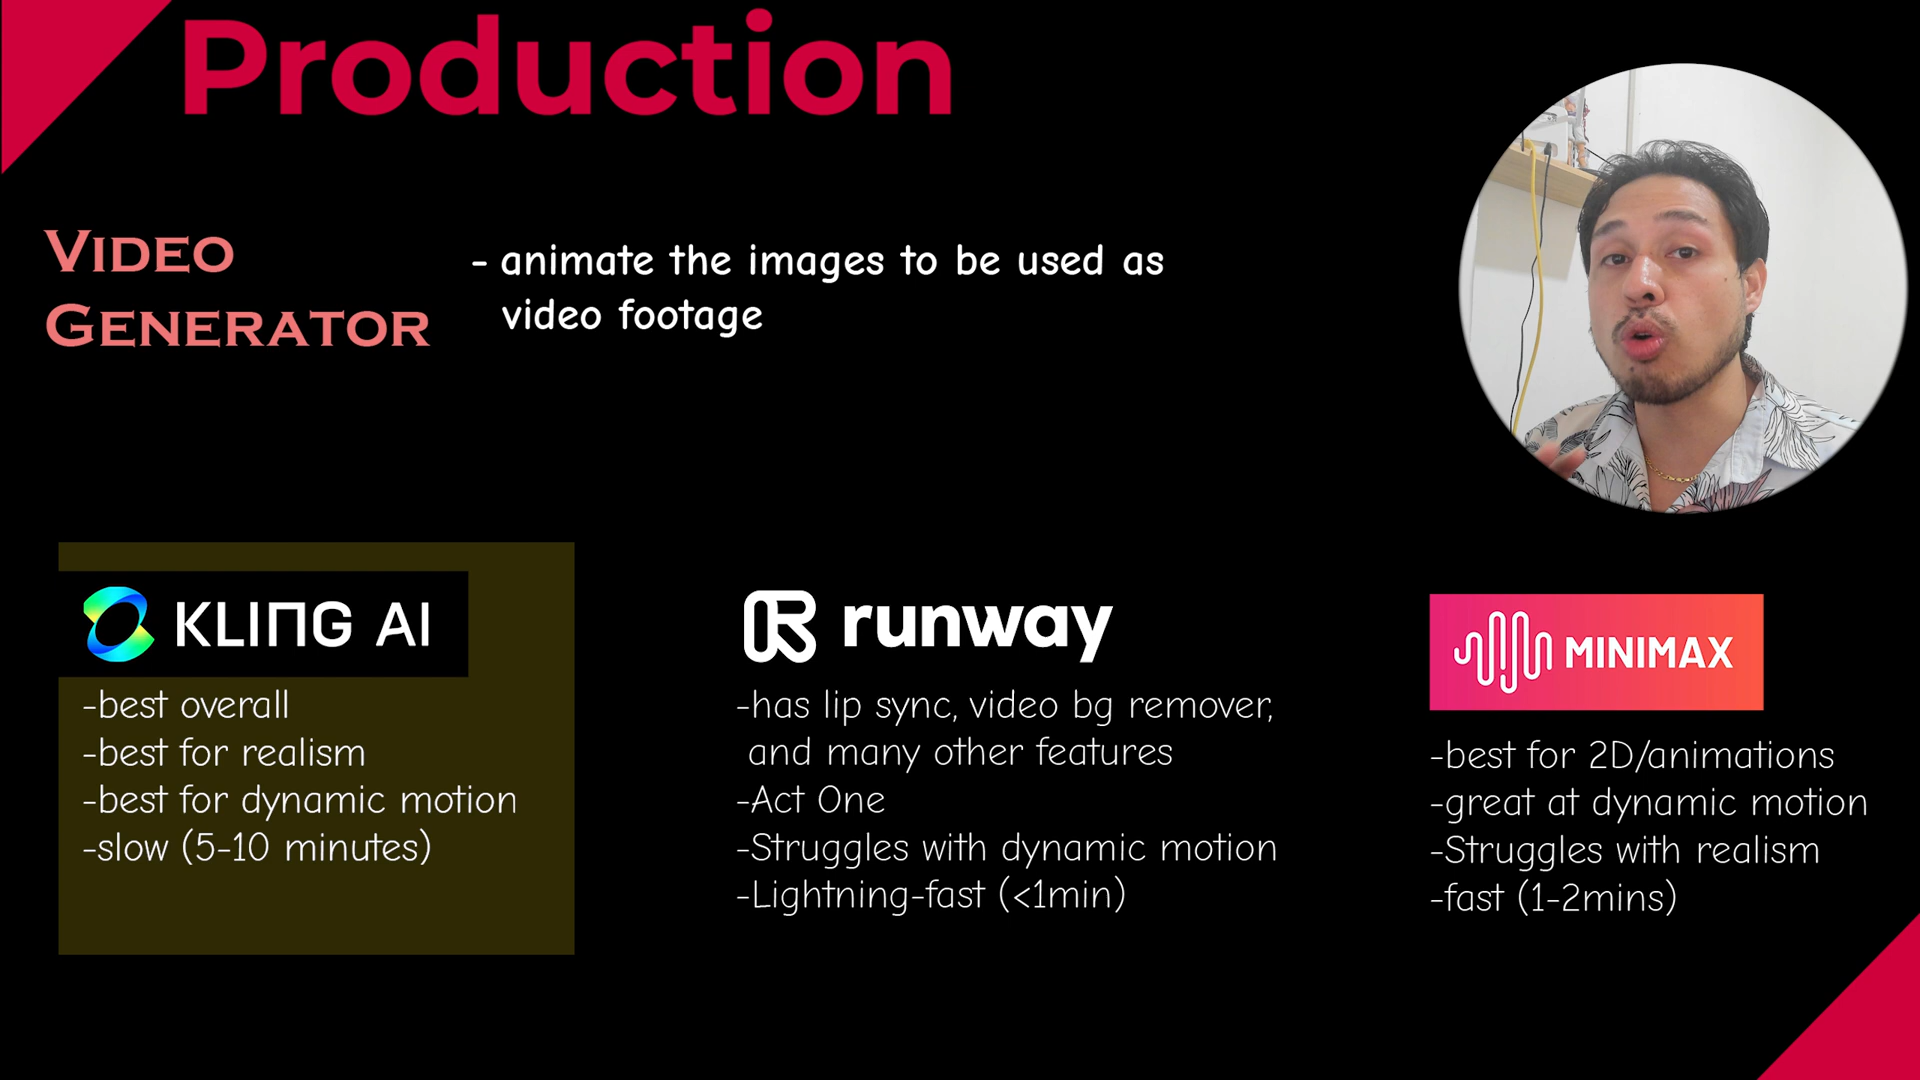 Production
VIDEO
GENERATOR
- animate the images to be used as
video footage
KLING AI
-best overall
-best for realism
-best for dynamic motion
-slow (5-10 minutes)
runway
-has lip sync, video bg remover,
and many other features
-Act One
-Struggles with dynamic motion
-Lightning-fast (<1min)
MINIMAX
-best for 2D/animations
-great at dynamic motion
-Struggles with realism
-fast (1-2mins)